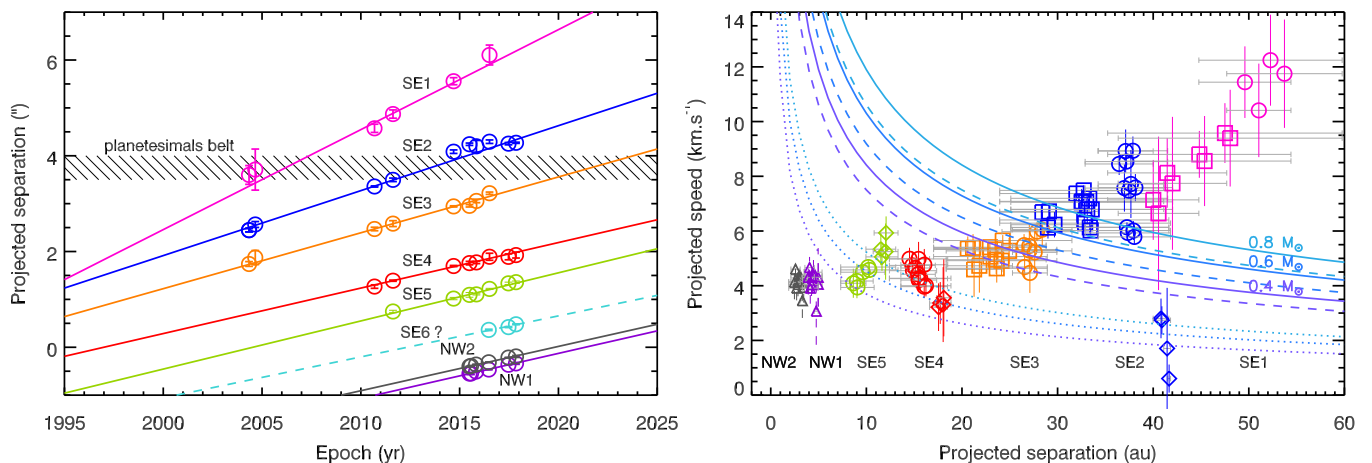 6
4
2
0
Projected separation (")
SE1
SE2
planetesimals belt
SE3
SE4
SE5
SE6 ?
NW2
NW1
1995
2000
2005
2010
2015
2020
2025
Epoch (yr)
14
12
10
8
6
4
2
0
Projected speed (km.s⁻¹)
0.8 M⊙
0.6 M⊙
0.4 M⊙
NW2 NW1 SE5 SE4 SE3 SE2 SE1
0
10
20
30
40
50
60
Projected separation (au)